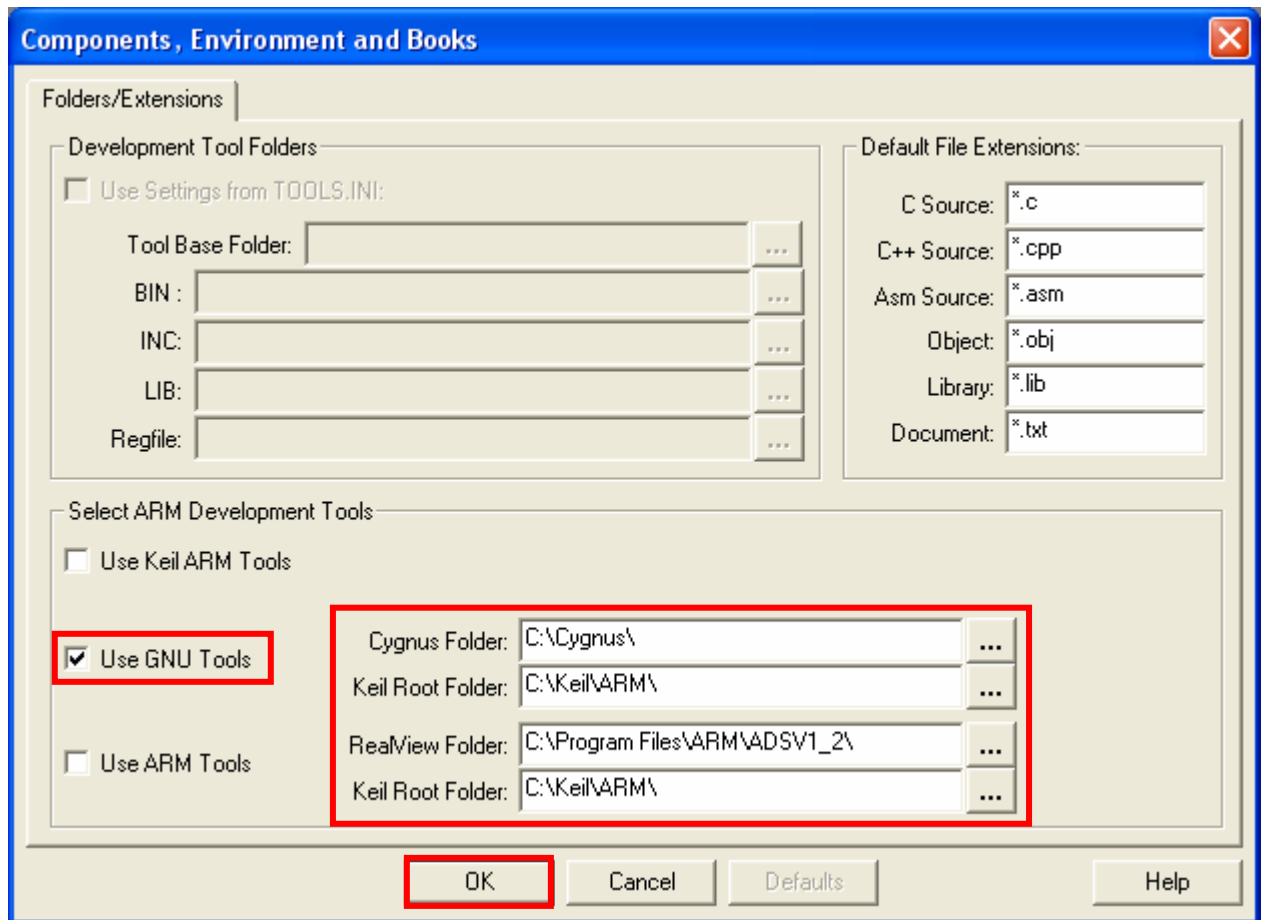 Components, Environment and Books
Folders/Extensions
Development Tool Folders
Use Settings from TOOLS.INI:
Tool Base Folder: ...
BIN : ...
INC: ...
LIB: ...
Regfile: ...
Default File Extensions:
C Source: *.c
C++ Source: *.cpp
Asm Source: *.asm
Object: *.obj
Library: *.lib
Document: *.txt
Select ARM Development Tools
Use Keil ARM Tools
Use GNU Tools
Cygnus Folder: C:\Cygnus\ ...
Keil Root Folder: C:\Keil\ARM\ ...
Use ARM Tools
RealView Folder: C:\Program Files\ARM\ADSV1_2\ ...
Keil Root Folder: C:\Keil\ARM\ ...
OK Cancel Defaults Help